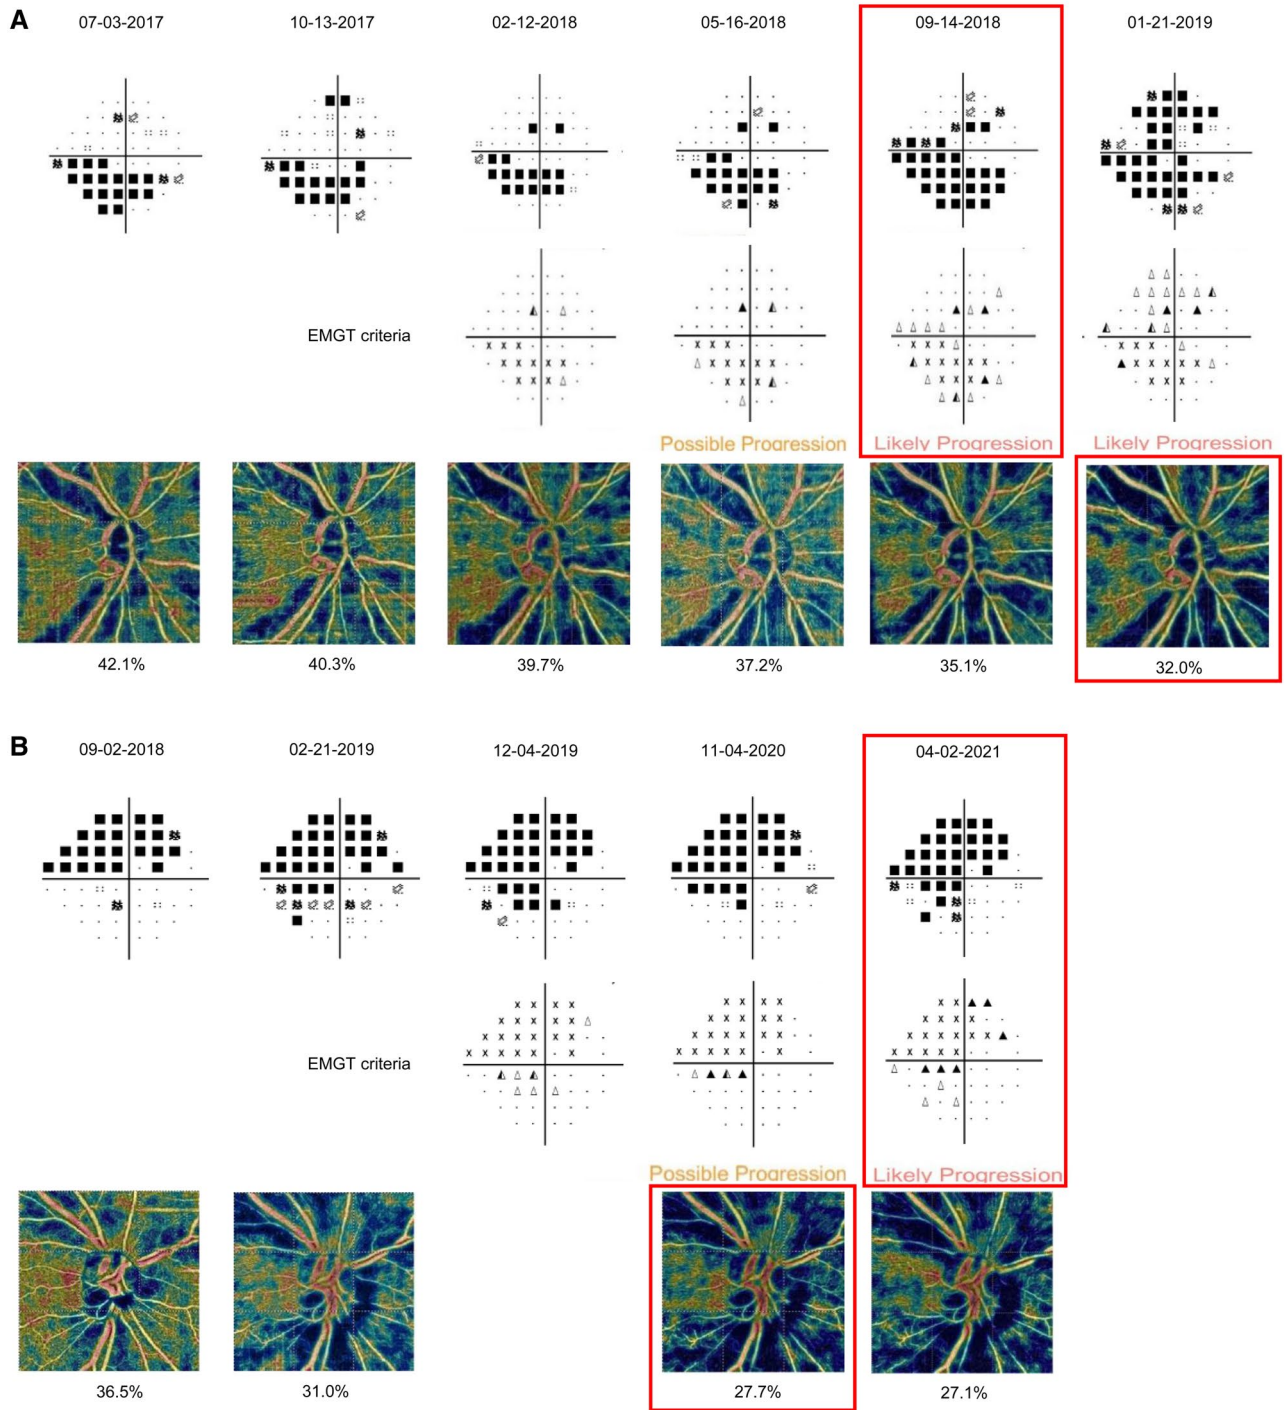 A
07-03-2017 10-13-2017 02-12-2018 05-16-2018 09-14-2018 01-21-2019
EMGT criteria
Possible Progression Likely Progression Likely Progression
42.1% 40.3% 39.7% 37.2% 35.1% 32.0%
B
09-02-2018 02-21-2019 12-04-2019 11-04-2020 04-02-2021
EMGT criteria
Possible Progression Likely Progression
36.5% 31.0% 27.7% 27.1%